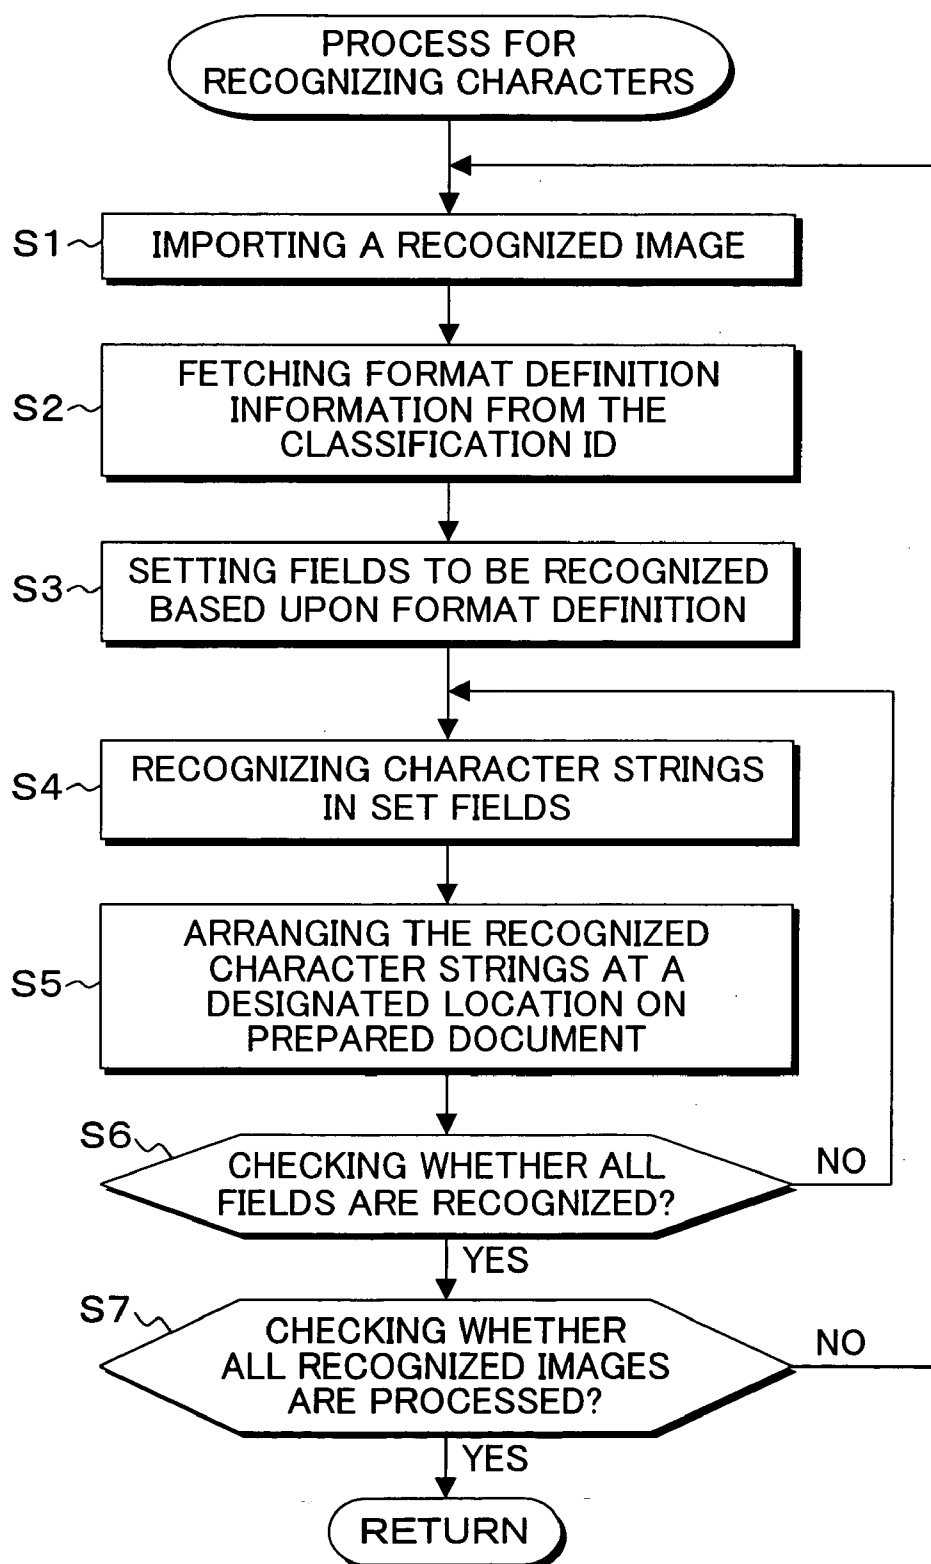 PROCESS FOR
RECOGNIZING CHARACTERS
S1
IMPORTING A RECOGNIZED IMAGE
S2
FETCHING FORMAT DEFINITION
INFORMATION FROM THE
CLASSIFICATION ID
S3
SETTING FIELDS TO BE RECOGNIZED
BASED UPON FORMAT DEFINITION
S4
RECOGNIZING CHARACTER STRINGS
IN SET FIELDS
S5
ARRANGING THE RECOGNIZED
CHARACTER STRINGS AT A
DESIGNATED LOCATION ON
PREPARED DOCUMENT
S6
CHECKING WHETHER ALL
FIELDS ARE RECOGNIZED?
NO
YES
S7
CHECKING WHETHER
ALL RECOGNIZED IMAGES
ARE PROCESSED?
NO
YES
RETURN